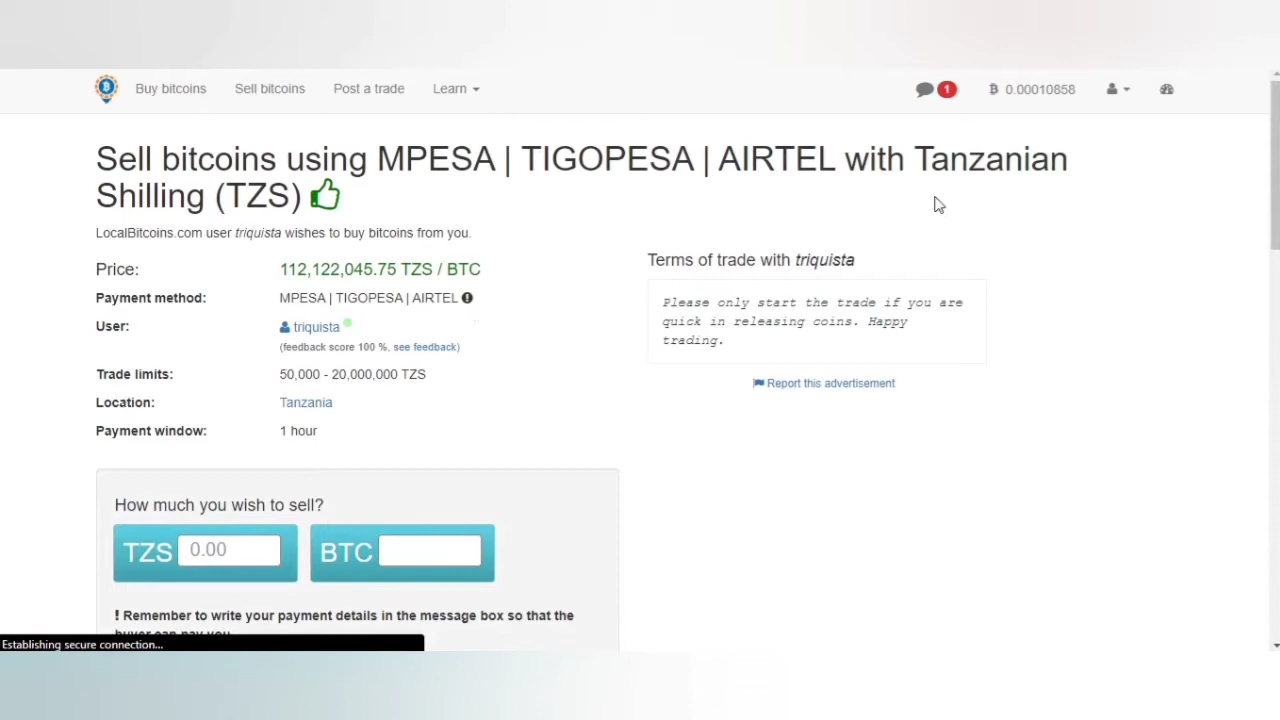 Buy bitcoins Sell bitcoins Post a trade Learn 1 0.00010858
Sell bitcoins using MPESA | TIGOPESA | AIRTEL with Tanzanian
Shilling (TZS)
LocalBitcoins.com user triquista wishes to buy bitcoins from you.
Price: 112,122,045.75 TZS / BTC
Payment method: MPESA | TIGOPESA | AIRTEL
User: triquista
(feedback score 100 %, see feedback)
Trade limits: 50,000 - 20,000,000 TZS
Location: Tanzania
Payment window: 1 hour
Terms of trade with triquista
Please only start the trade if you are
quick in releasing coins. Happy
trading.
Report this advertisement
How much you wish to sell?
TZS 0.00 BTC
! Remember to write your payment details in the message box so that the
buyer can pay you
Establishing secure connection...